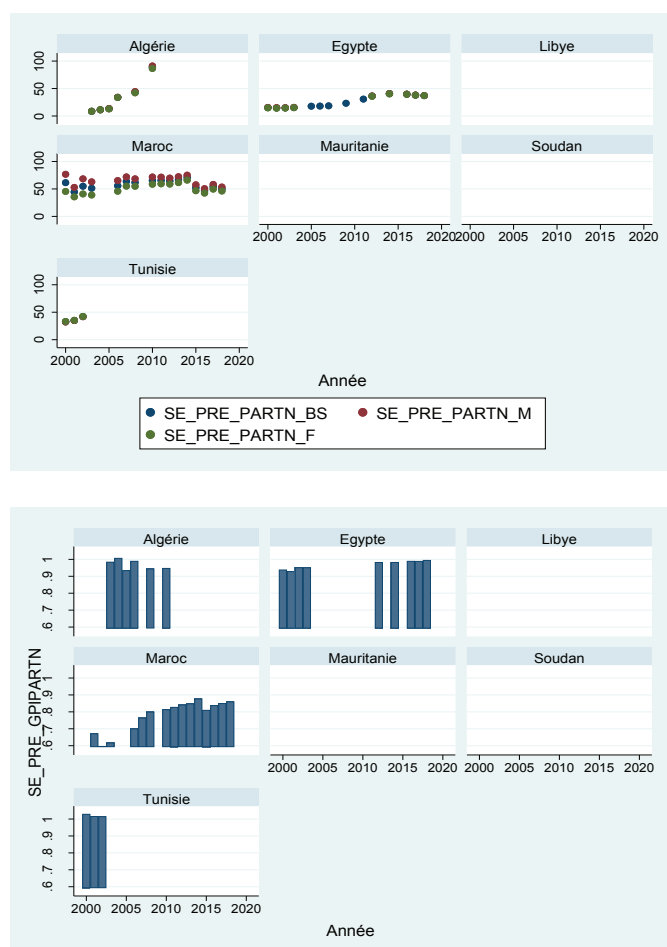 Algérie Egypte Libye
100
50
0
Maroc Mauritanie Soudan
100
50
0
2000 2005 2010 2015 2020 2000 2005 2010 2015 2020
Tunisie
100
50
0
2000 2005 2010 2015 2020
Année
SE_PRE_PARTN_BS SE_PRE_PARTN_M
SE_PRE_PARTN_F
SE_PRE_GPIPARTN
Algérie Egypte Libye
1
.9
.8
.7
.6
Maroc Mauritanie Soudan
1
.9
.8
.7
.6
2000 2005 2010 2015 2020 2000 2005 2010 2015 2020
Tunisie
1
.9
.8
.7
.6
2000 2005 2010 2015 2020
Année